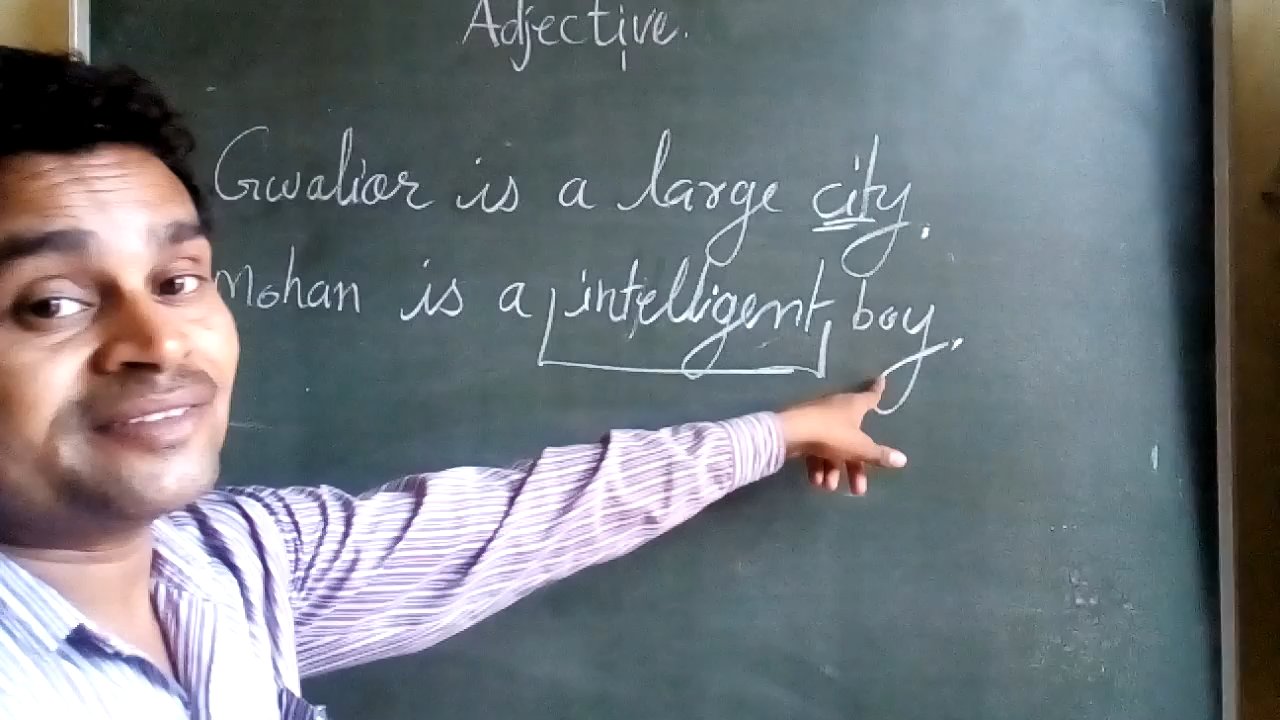 Adjective.
Gwalior is a large city.
Mohan is a intelligent boy.